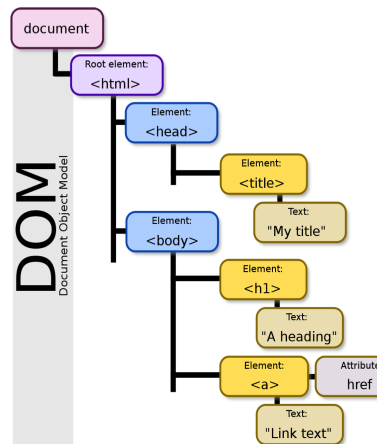 document
Root element:
<html>
Element:
<head>
Element:
<title>
Text:
"My title"
Element:
<body>
Element:
<h1>
Text:
"A heading"
Element:
<a>
Attribute
href
Text:
"Link text"
DOM
Document Object Model